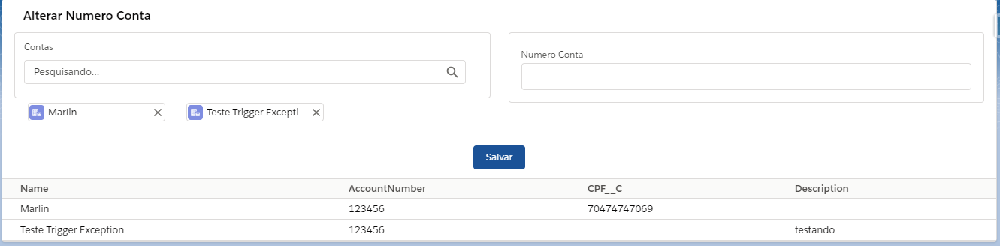 Alterar Numero Conta
Contas
Pesquisando...
Numero Conta
Marlin
Teste Trigger Excepti...
Salvar
Name AccountNumber CPF__C Description
Marlin 123456 70474747069
Teste Trigger Exception 123456 testando